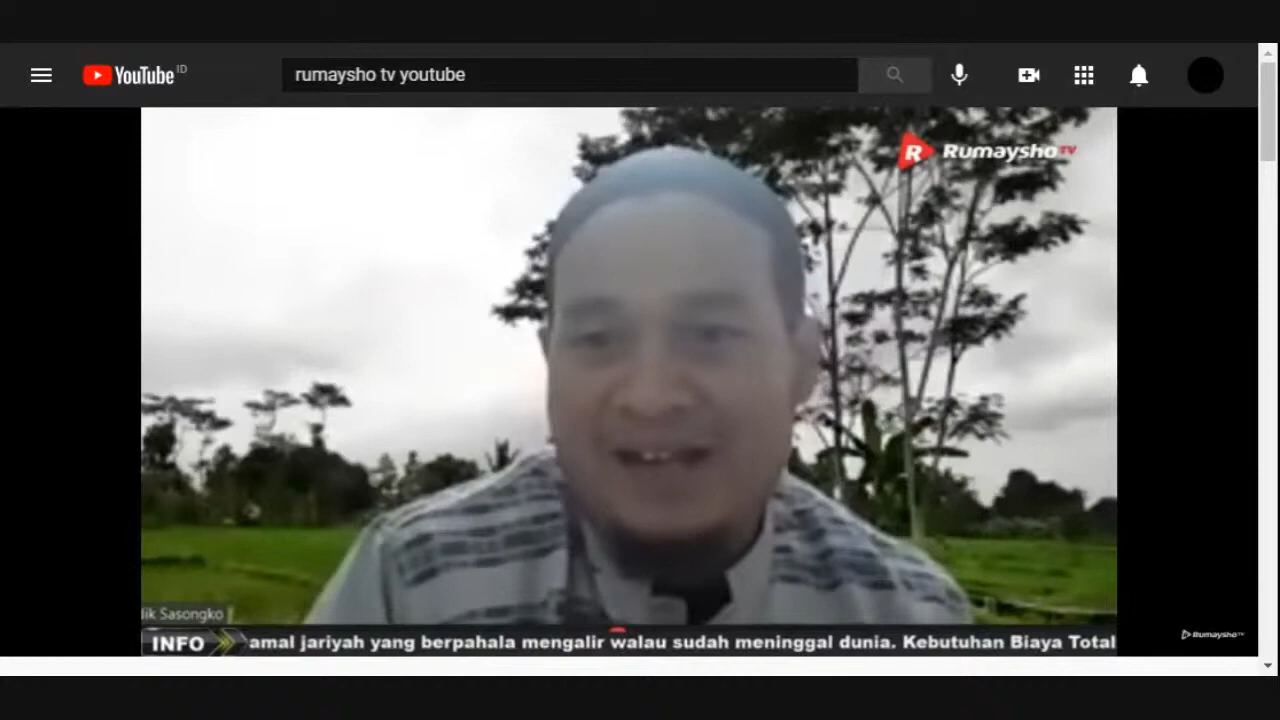 YouTube ID
rumaysho tv youtube
R Rumaysho TV
dik Sasongko
INFO amal jariyah yang berpahala mengalir walau sudah meninggal dunia. Kebutuhan Biaya Total
Rumaysho TV